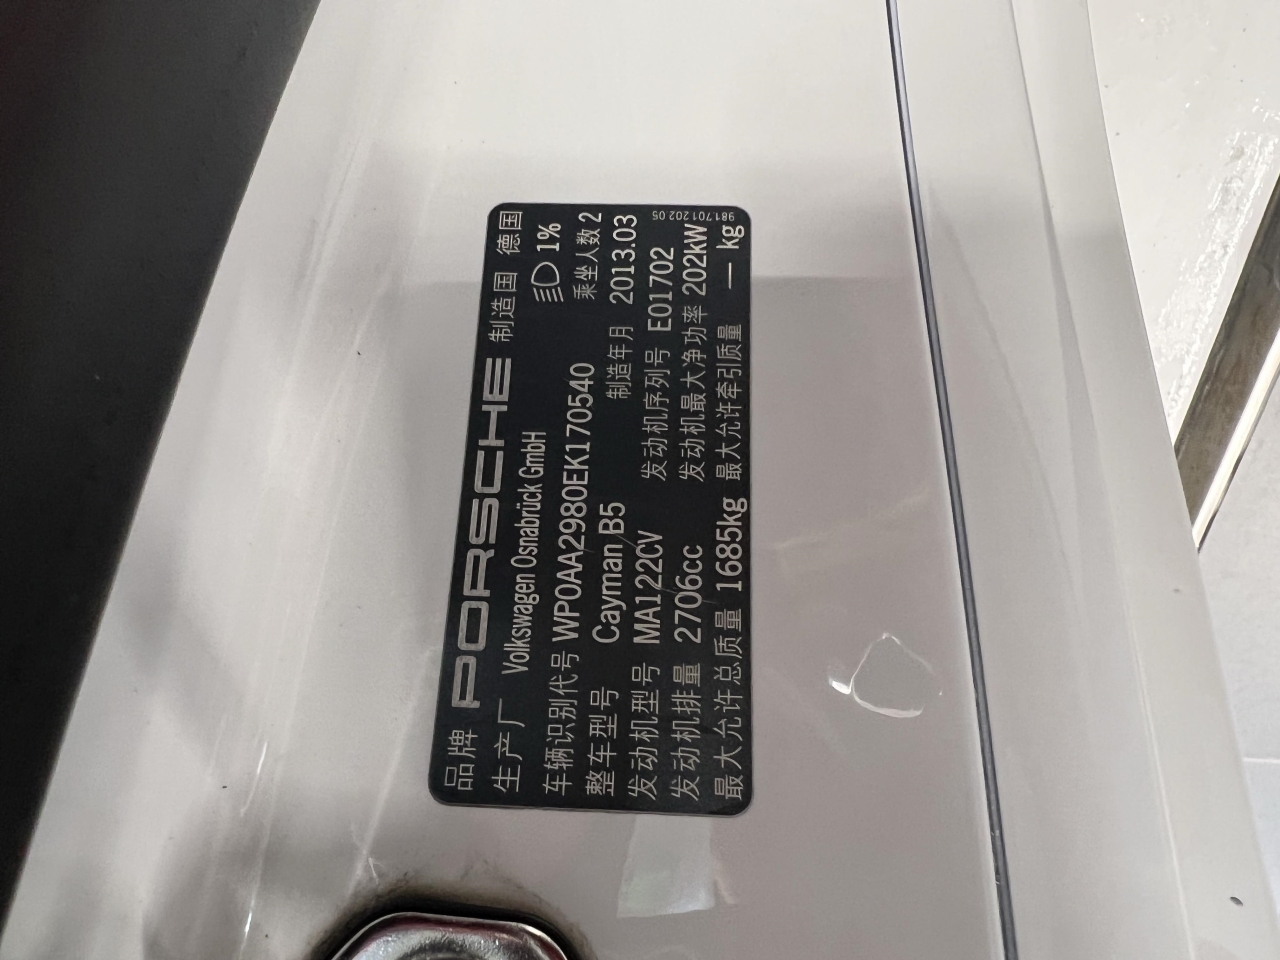 品牌 PORSCHE 制造国 德国
生产厂 Volkswagen Osnabrück GmbH 1%
车辆识别代号 WP0AA2980EK170540 乘坐人数 2
整车型号 Cayman B5 制造年月 2013.03
发动机型号 MA122CV 发动机序列号 E01702
发动机排量 2706cc 发动机最大净功率 202kW
最大允许总质量 1685kg 最大允许牵引质量 — kg
981 701 202 05